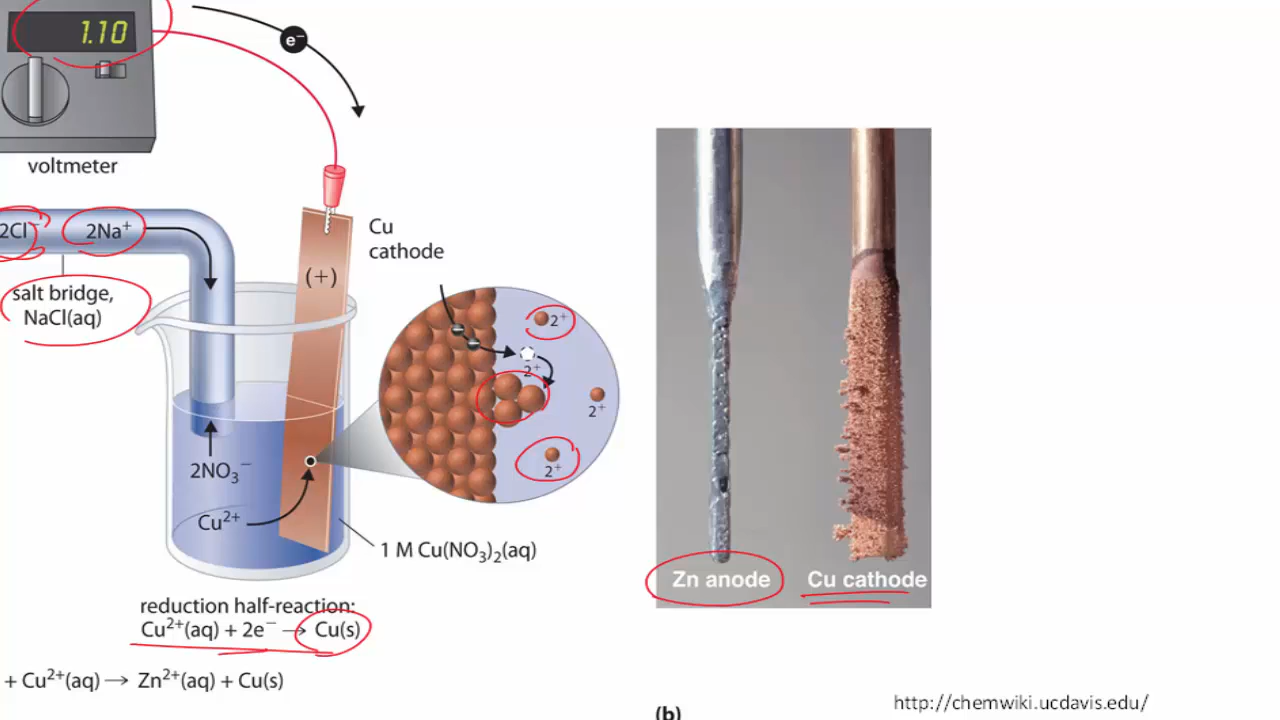 1.10
e⁻
voltmeter
2Cl⁻
2Na⁺
Cu
cathode
(+)
salt bridge,
NaCl(aq)
2⁺
2⁺
2⁺
2⁺
2NO₃⁻
Cu²⁺
1 M Cu(NO₃)₂(aq)
Zn anode
Cu cathode
reduction half-reaction:
Cu²⁺(aq) + 2e⁻ → Cu(s)
+ Cu²⁺(aq) → Zn²⁺(aq) + Cu(s)
http://chemwiki.ucdavis.edu/
(b)